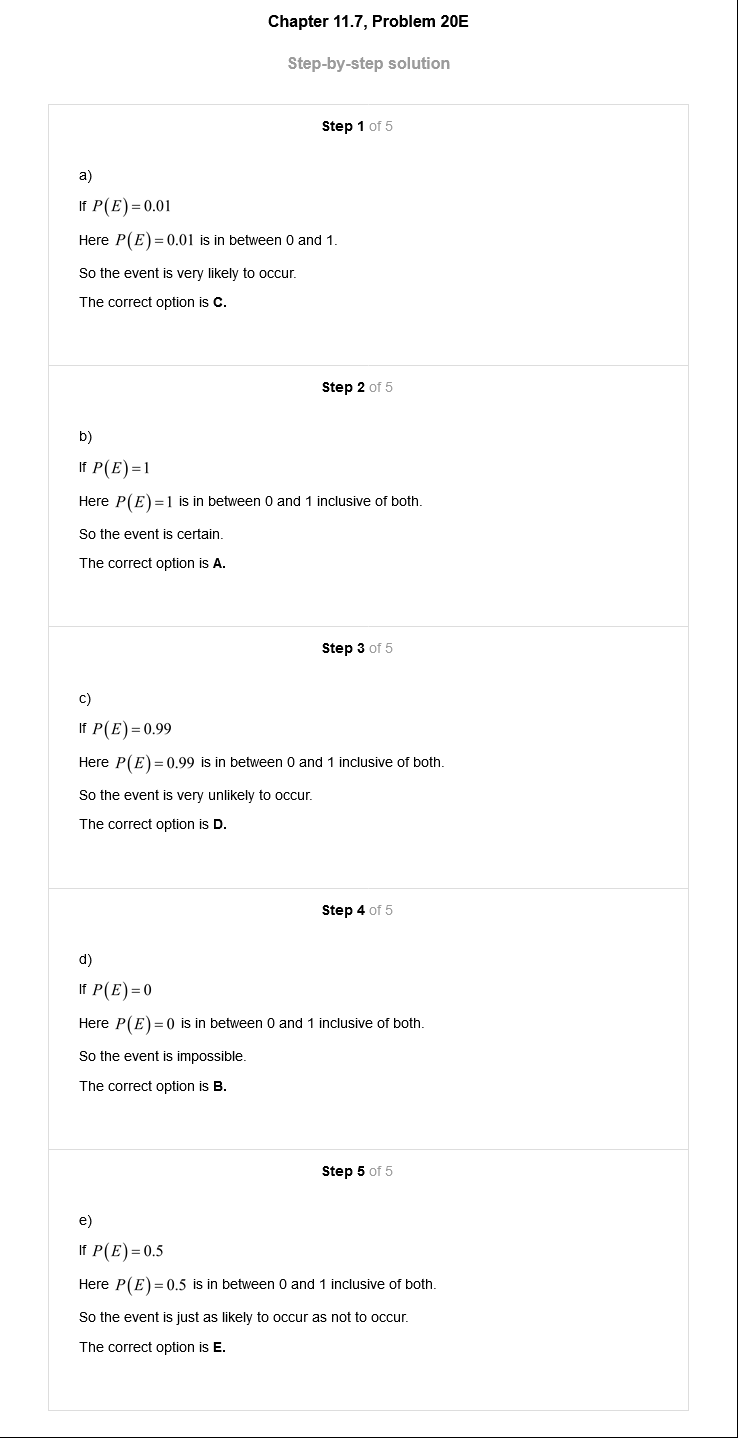 Chapter 11.7, Problem 20E
Step-by-step solution
Step 1 of 5
a)
If P(E) = 0.01
Here P(E) = 0.01 is in between 0 and 1.
So the event is very likely to occur.
The correct option is C.
Step 2 of 5
b)
If P(E) = 1
Here P(E) = 1 is in between 0 and 1 inclusive of both.
So the event is certain.
The correct option is A.
Step 3 of 5
c)
If P(E) = 0.99
Here P(E) = 0.99 is in between 0 and 1 inclusive of both.
So the event is very unlikely to occur.
The correct option is D.
Step 4 of 5
d)
If P(E) = 0
Here P(E) = 0 is in between 0 and 1 inclusive of both.
So the event is impossible.
The correct option is B.
Step 5 of 5
e)
If P(E) = 0.5
Here P(E) = 0.5 is in between 0 and 1 inclusive of both.
So the event is just as likely to occur as not to occur.
The correct option is E.